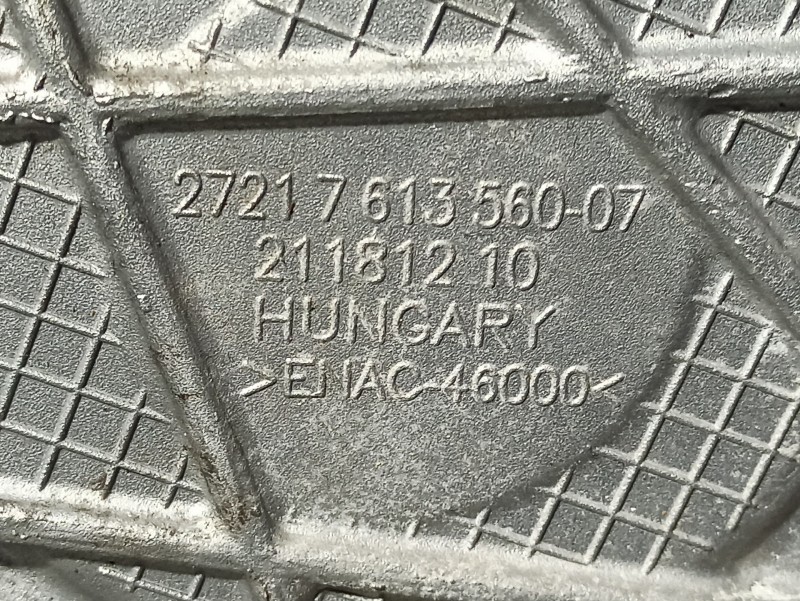 2721 7 613 560-07
211812 10
HUNGARY
>ENAC-46000<